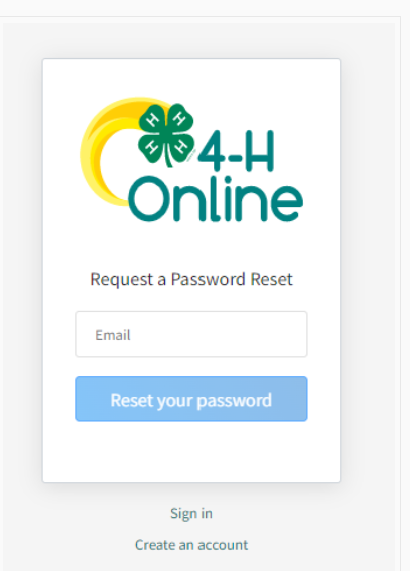 H H
H H
4-H
Online
Request a Password Reset
Email
Reset your password
Sign in
Create an account